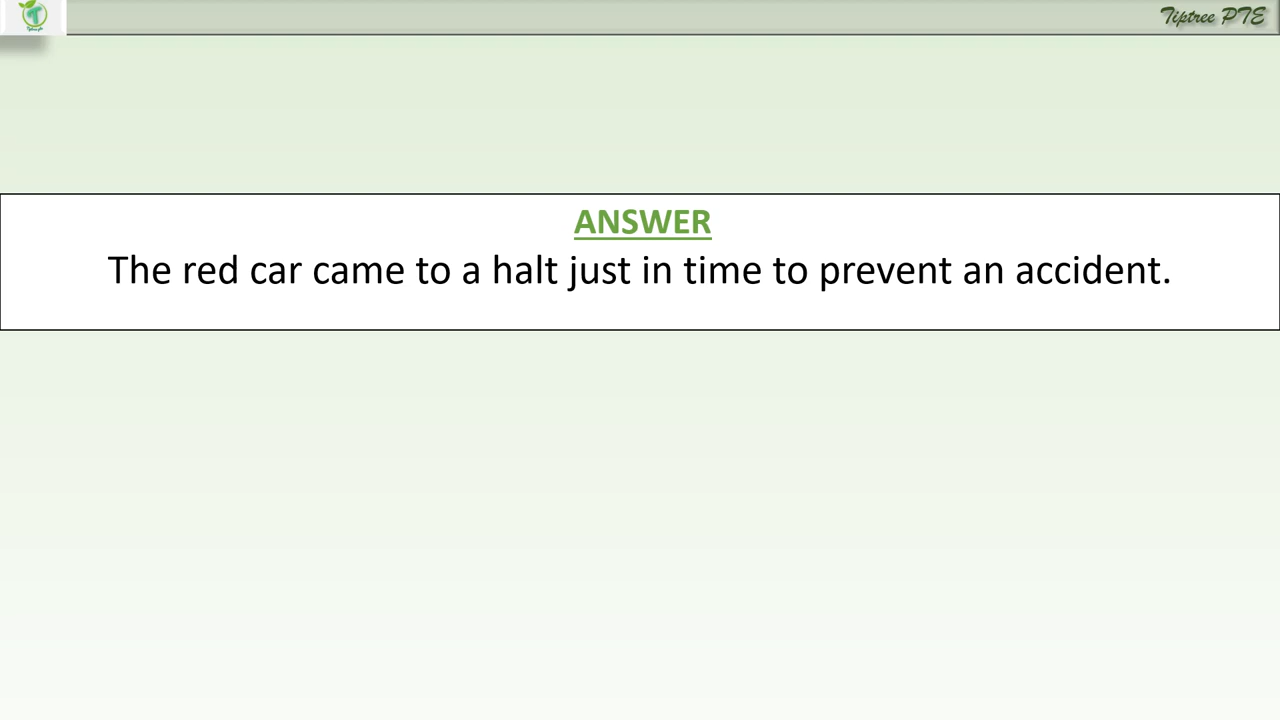 Tiptree PTE
ANSWER
The red car came to a halt just in time to prevent an accident.